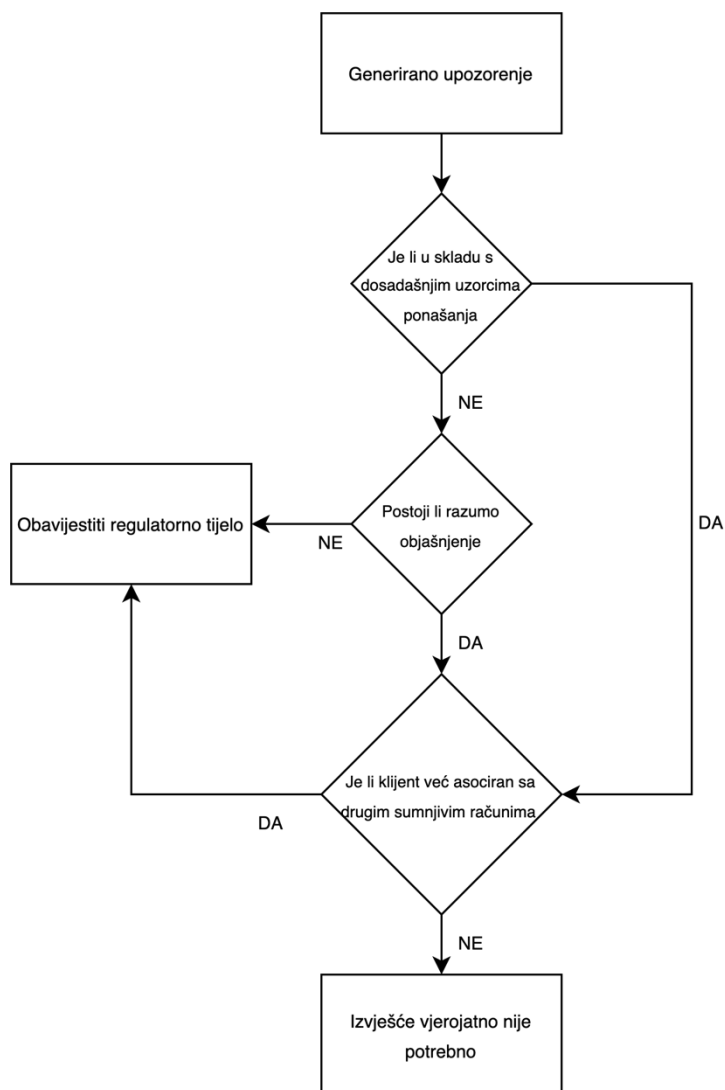 Generirano upozorenje
Je li u skladu s
dosadašnjim uzorcima
ponašanja
NE
DA
Postoji li razumo
objašnjenje
Obavijestiti regulatorno tijelo
NE
DA
Je li klijent već asociran sa
drugim sumnjivim računima
DA
NE
Izvješće vjerojatno nije
potrebno